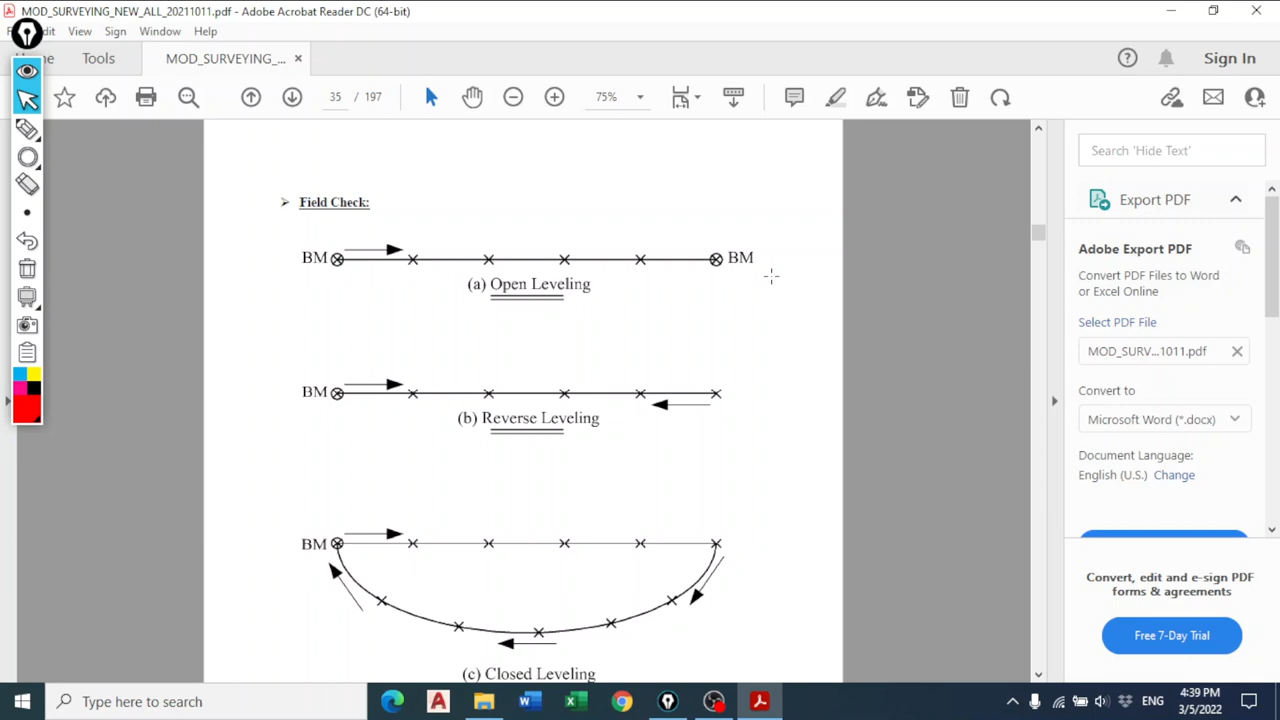 MOD_SURVEYING_NEW_ALL_20211011.pdf - Adobe Acrobat Reader DC (64-bit)
View Sign Window Help
Tools MOD_SURVEYING_... ×
Sign In
35 / 197 75%
Search 'Hide Text'
Field Check:
Export PDF
BM BM
(a) Open Leveling
Adobe Export PDF
Convert PDF Files to Word
or Excel Online
Select PDF File
MOD_SURV...1011.pdf
BM
(b) Reverse Leveling
Convert to
Microsoft Word (*.docx)
Document Language:
English (U.S.) Change
BM
(c) Closed Leveling
Convert, edit and e-sign PDF
forms & agreements
Free 7-Day Trial
Type here to search
ENG
4:39 PM
3/5/2022